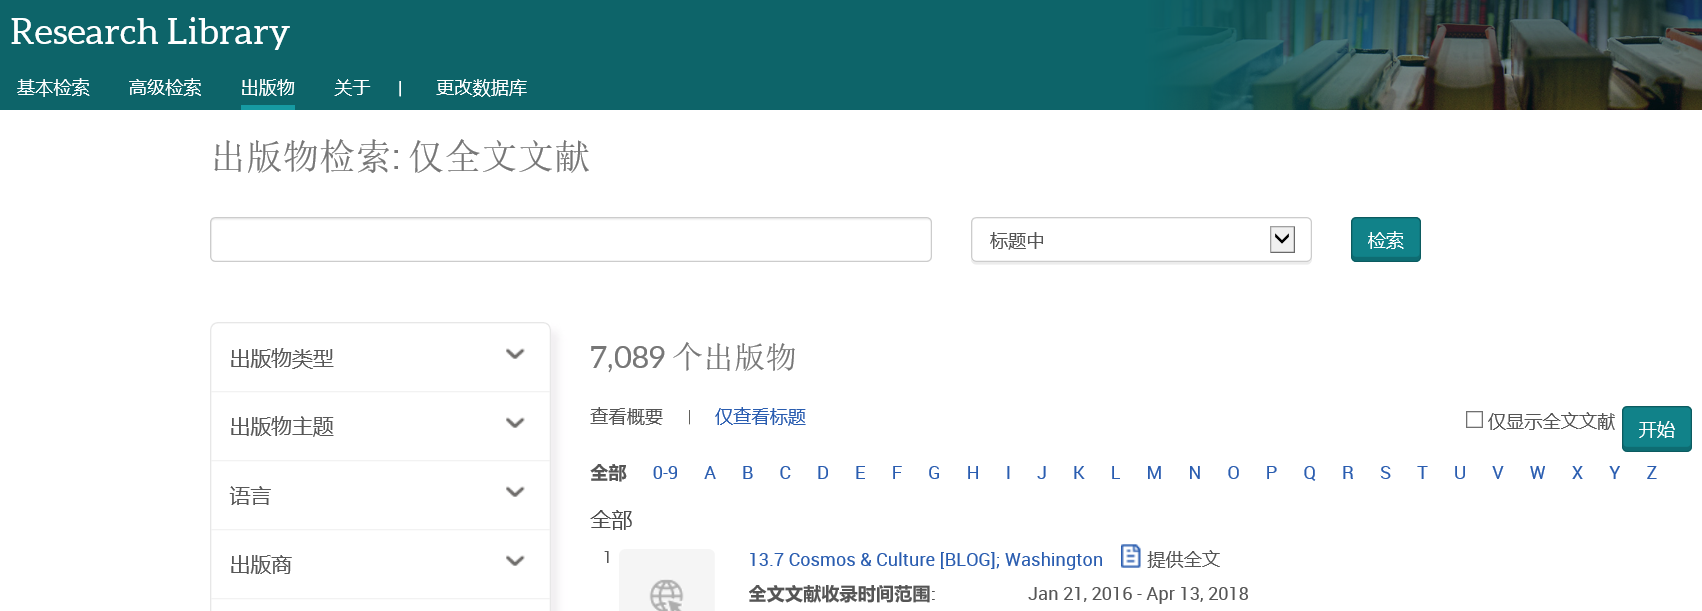 Research Library
基本检索 高级检索 出版物 关于 | 更改数据库
出版物检索: 仅全文文献
标题中 检索
出版物类型
出版物主题
语言
出版商
7,089 个出版物
查看概要 | 仅查看标题 仅显示全文文献 开始
全部 0-9 A B C D E F G H I J K L M N O P Q R S T U V W X Y Z
全部
1 13.7 Cosmos & Culture [BLOG]; Washington 提供全文
全文文献收录时间范围: Jan 21, 2016 - Apr 13, 2018